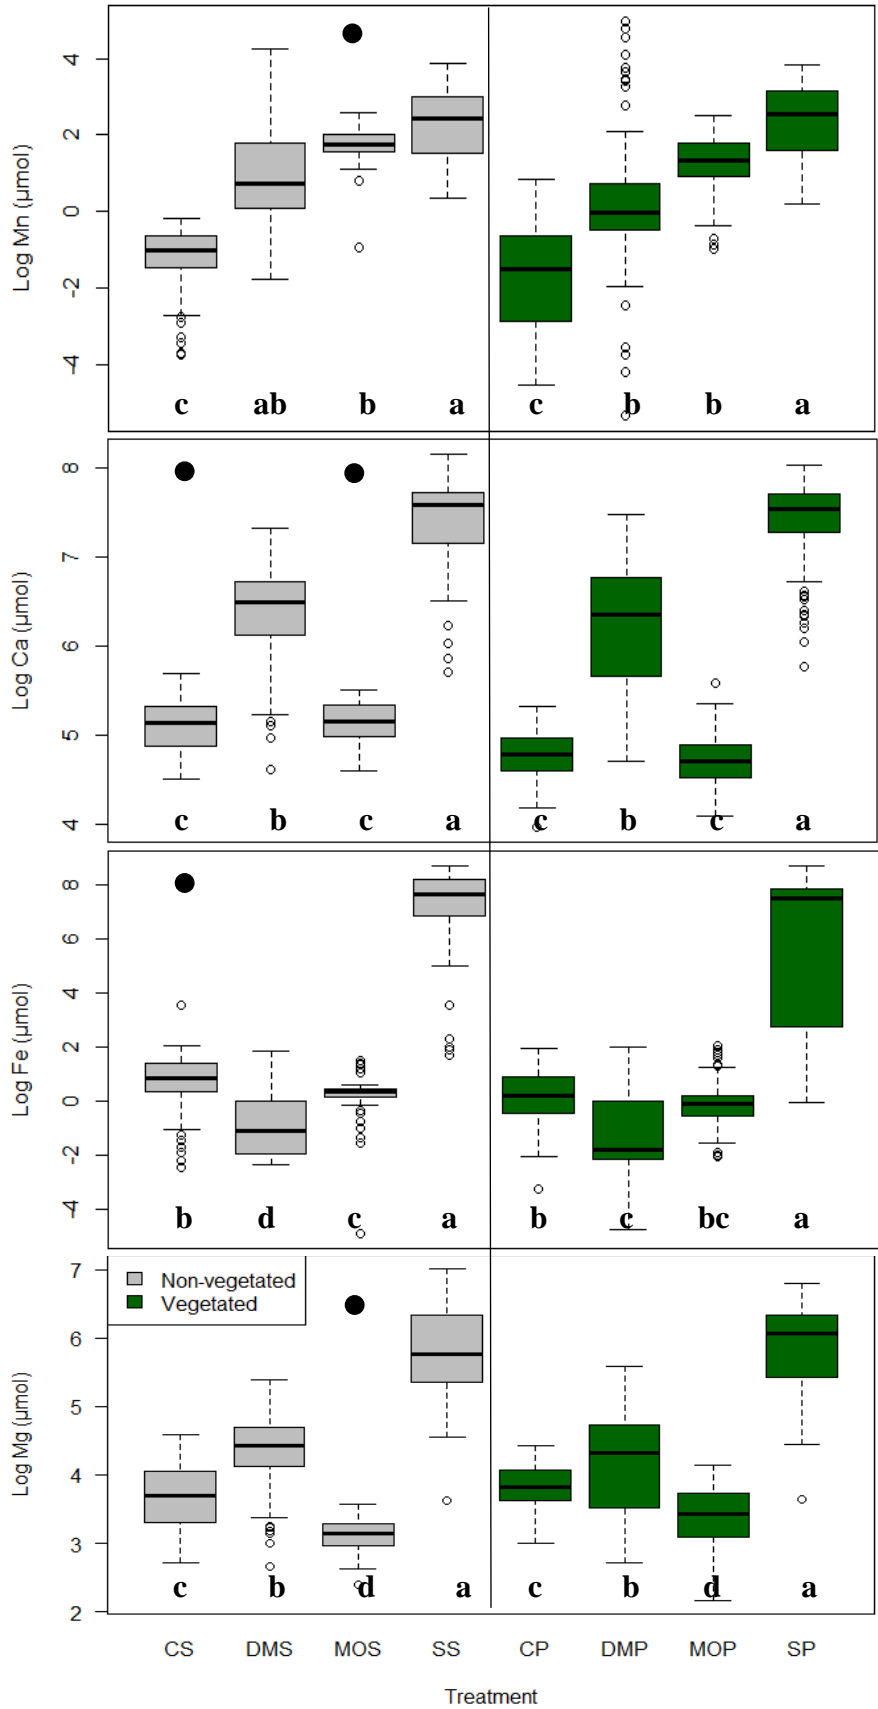 Log Mn (µmol)
4
2
0
-2
-4
c ab b a c b b a
Log Ca (µmol)
8
7
6
5
4
c b c a c b c a
Log Fe (µmol)
8
6
4
2
0
-2
-4
b d c a b c bc a
Log Mg (µmol)
7
6
5
4
3
2
Non-vegetated
Vegetated
c b d a c b d a
CS DMS MOS SS CP DMP MOP SP
Treatment